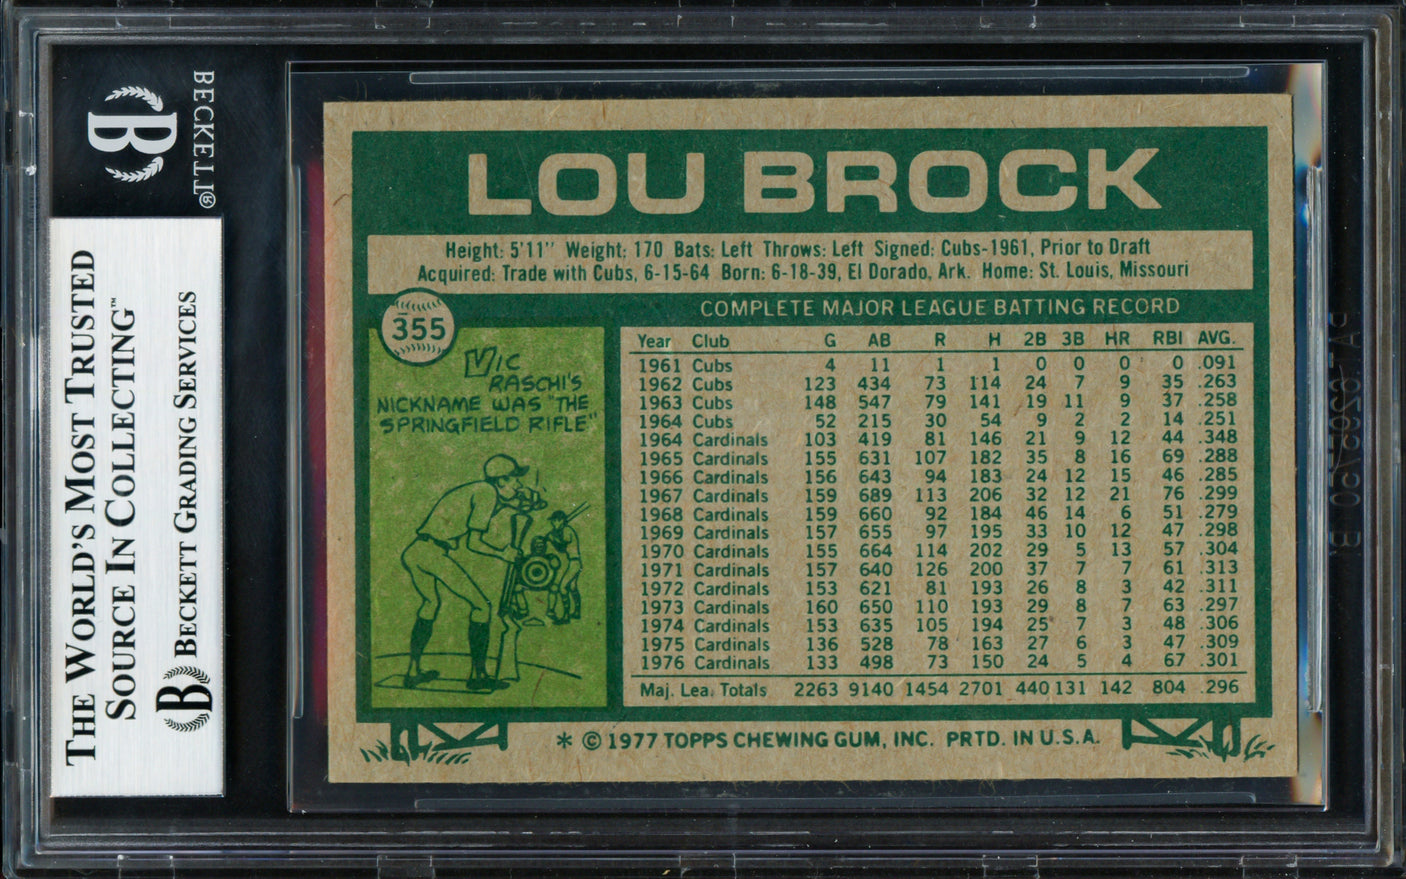 BECKETT®
B
THE WORLD'S MOST TRUSTED
SOURCE IN COLLECTING™
B BECKETT GRADING SERVICES
LOU BROCK
Height: 5'11" Weight: 170 Bats: Left Throws: Left Signed: Cubs-1961, Prior to Draft
Acquired: Trade with Cubs, 6-15-64 Born: 6-18-39, El Dorado, Ark. Home: St. Louis, Missouri
355
VIC
RASCHI'S
NICKNAME WAS "THE
SPRINGFIELD RIFLE"
COMPLETE MAJOR LEAGUE BATTING RECORD
Year Club G AB R H 2B 3B HR RBI AVG.
1961 Cubs 4 11 1 1 0 0 0 0 .091
1962 Cubs 123 434 73 114 24 7 9 35 .263
1963 Cubs 148 547 79 141 19 11 9 37 .258
1964 Cubs 52 215 30 54 9 2 2 14 .251
1964 Cardinals 103 419 81 146 21 9 12 44 .348
1965 Cardinals 155 631 107 182 35 8 16 69 .288
1966 Cardinals 156 643 94 183 24 12 15 46 .285
1967 Cardinals 159 689 113 206 32 12 21 76 .299
1968 Cardinals 159 660 92 184 46 14 6 51 .279
1969 Cardinals 157 655 97 195 33 10 12 47 .298
1970 Cardinals 155 664 114 202 29 5 13 57 .304
1971 Cardinals 157 640 126 200 37 7 7 61 .313
1972 Cardinals 153 621 81 193 26 8 3 42 .311
1973 Cardinals 160 650 110 193 29 8 7 63 .297
1974 Cardinals 153 635 105 194 25 7 3 48 .306
1975 Cardinals 136 528 78 163 27 6 3 47 .309
1976 Cardinals 133 498 73 150 24 5 4 67 .301
Maj. Lea. Totals 2263 9140 1454 2701 440 131 142 804 .296
* © 1977 TOPPS CHEWING GUM, INC. PRTD. IN U.S.A.